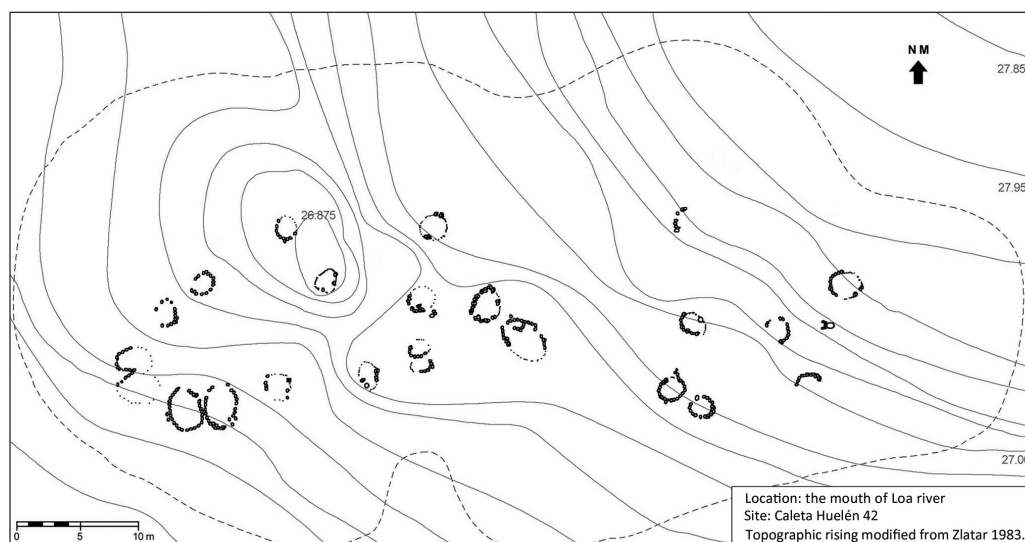 N M
27.85
27.95
26.875
27.00
Location: the mouth of Loa river
Site: Caleta Huelén 42
Topographic rising modified from Zlatar 1983.
0 5 10 m